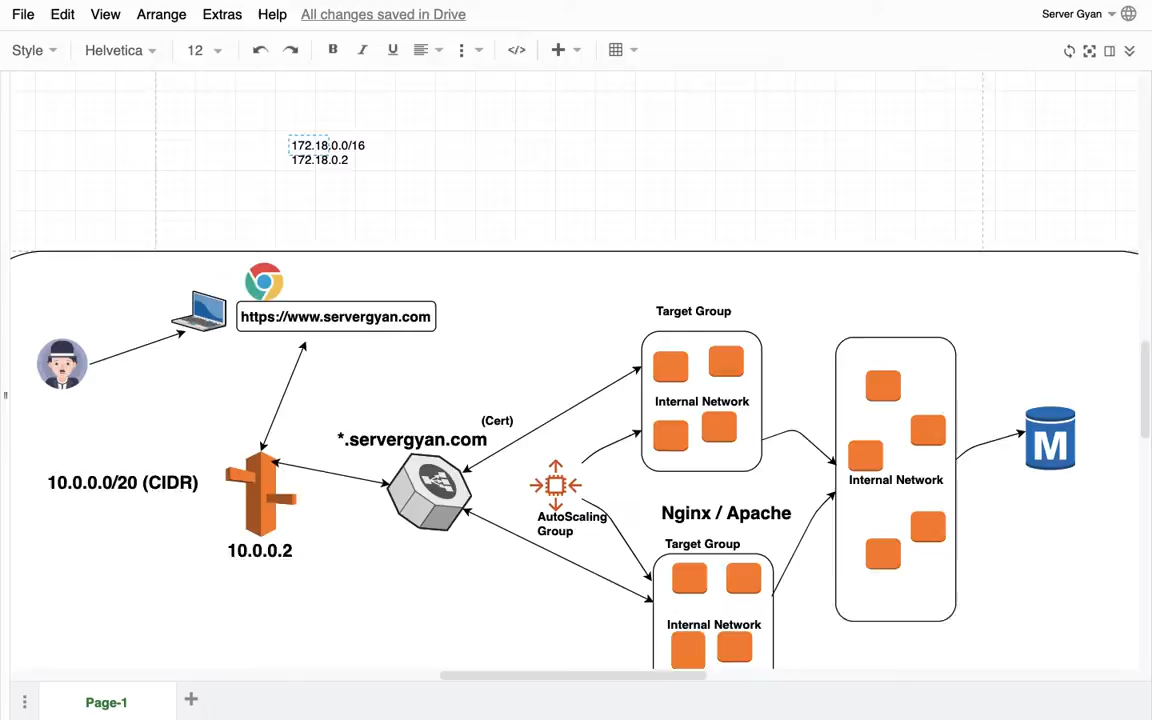 File Edit View Arrange Extras Help All changes saved in Drive
Server Gyan
Style Helvetica 12 B I U </>
172.18.0.0/16
172.18.0.2
https://www.servergyan.com
Target Group
Internal Network
(Cert)
*.servergyan.com
10.0.0.0/20 (CIDR)
10.0.0.2
AutoScaling
Group
Nginx / Apache
Target Group
Internal Network
Internal Network
M
Page-1